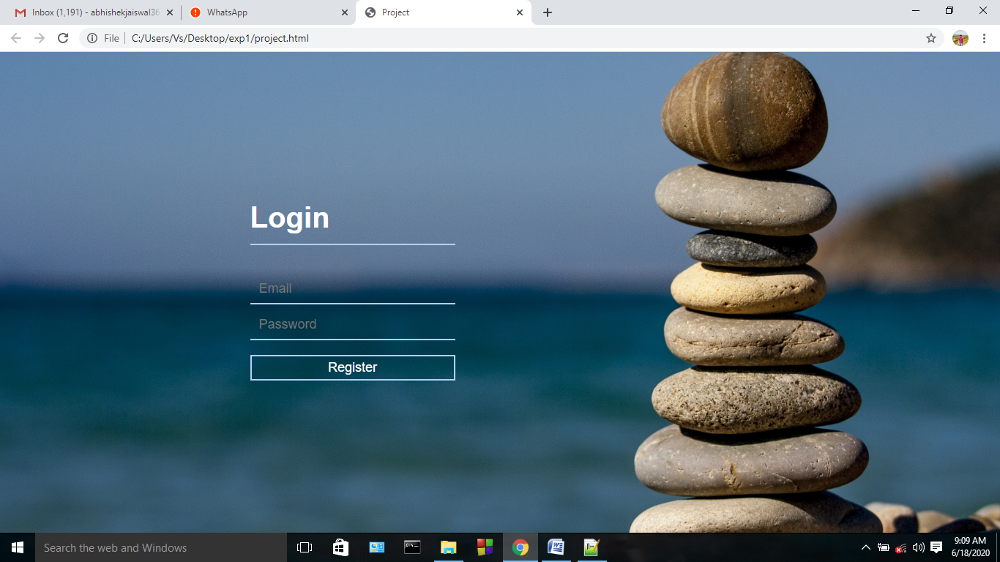 Inbox (1,191) - abhishekjaiswal36
WhatsApp
Project
File
C:/Users/Vs/Desktop/exp1/project.html
Login
Email
Password
Register
Search the web and Windows
9:09 AM
6/18/2020